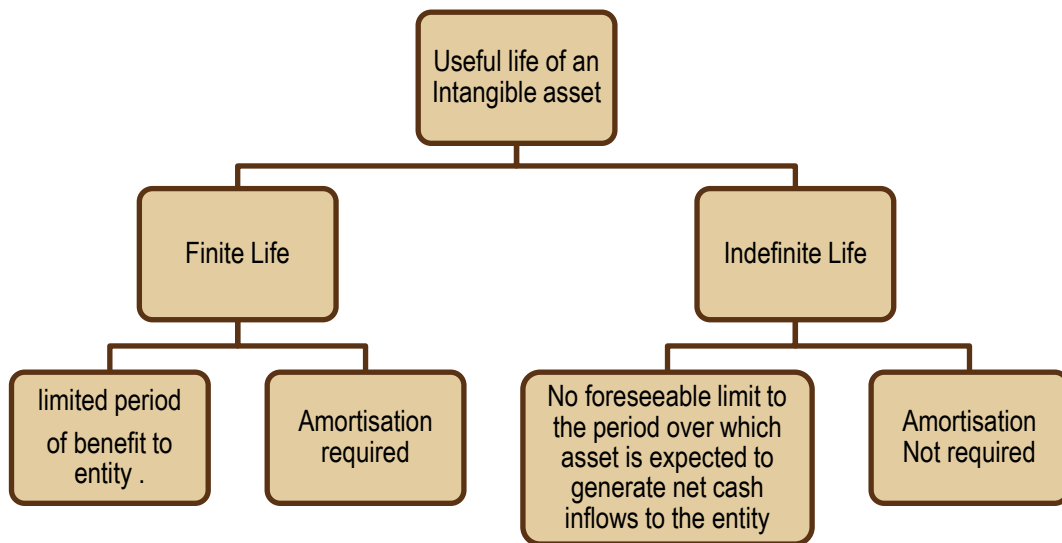 Useful life of an
Intangible asset
Finite Life
Indefinite Life
limited period
of benefit to
entity .
Amortisation
required
No foreseeable limit to
the period over which
asset is expected to
generate net cash
inflows to the entity
Amortisation
Not required